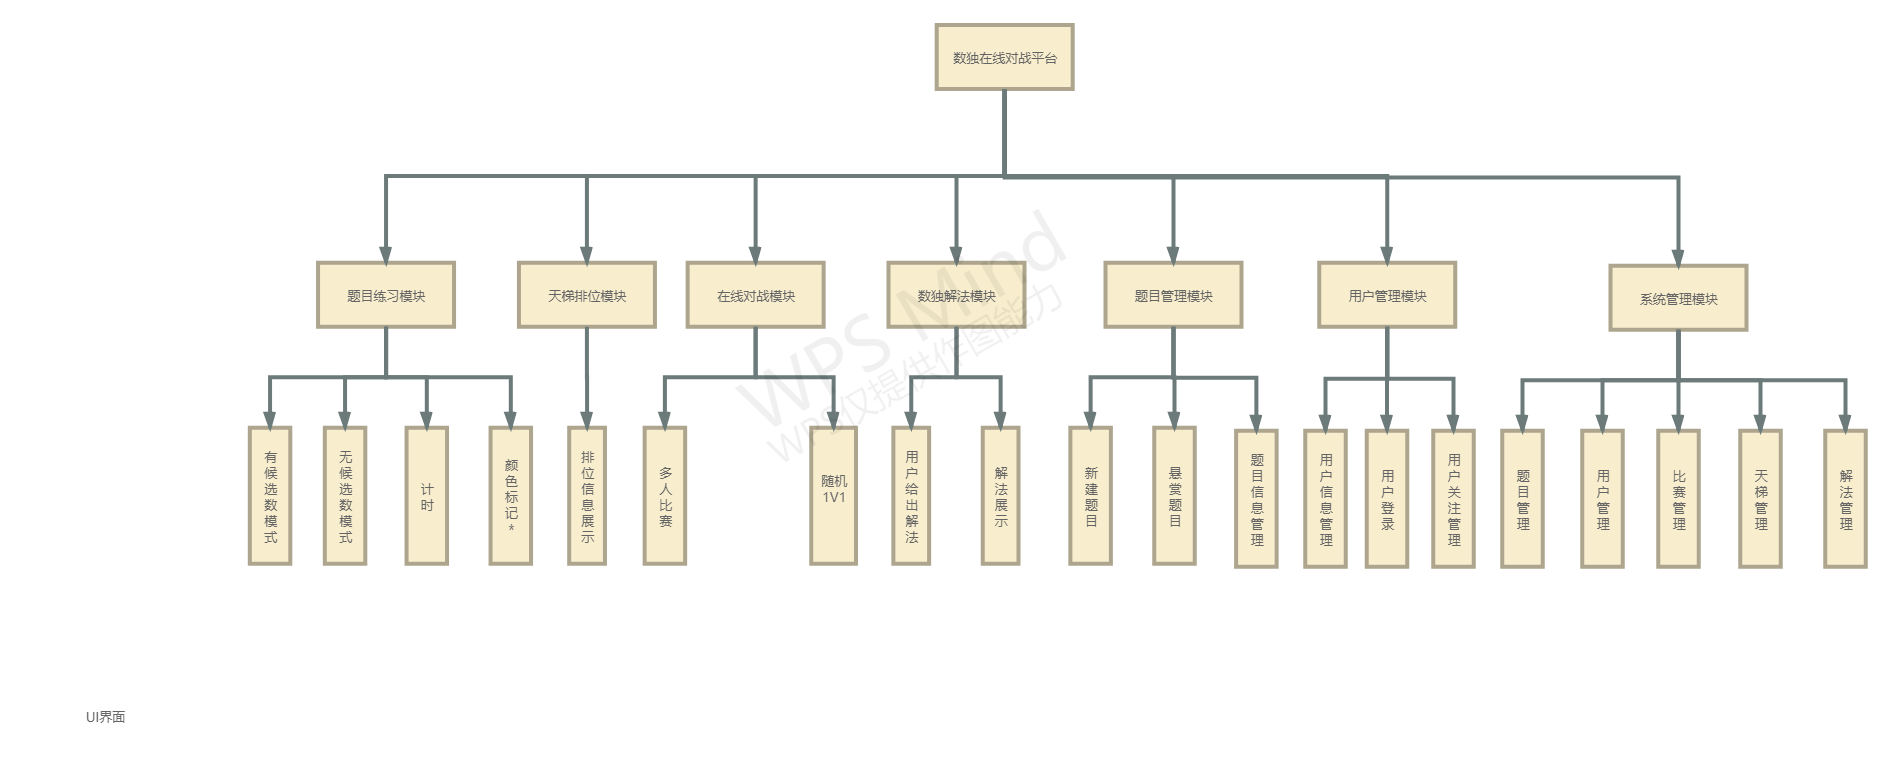 数独在线对战平台
题目练习模块
天梯排位模块
在线对战模块
数独解法模块
题目管理模块
用户管理模块
系统管理模块
WPS Mind
WPS仅提供作图能力
有候选数模式
无候选数模式
计时
颜色标记*
排位信息展示
多人比赛
随机
1V1
用户给出解法
解法展示
新建题目
悬赏题目
题目信息管理
用户信息管理
用户登录
用户关注管理
题目管理
用户管理
比赛管理
天梯管理
解法管理
UI界面